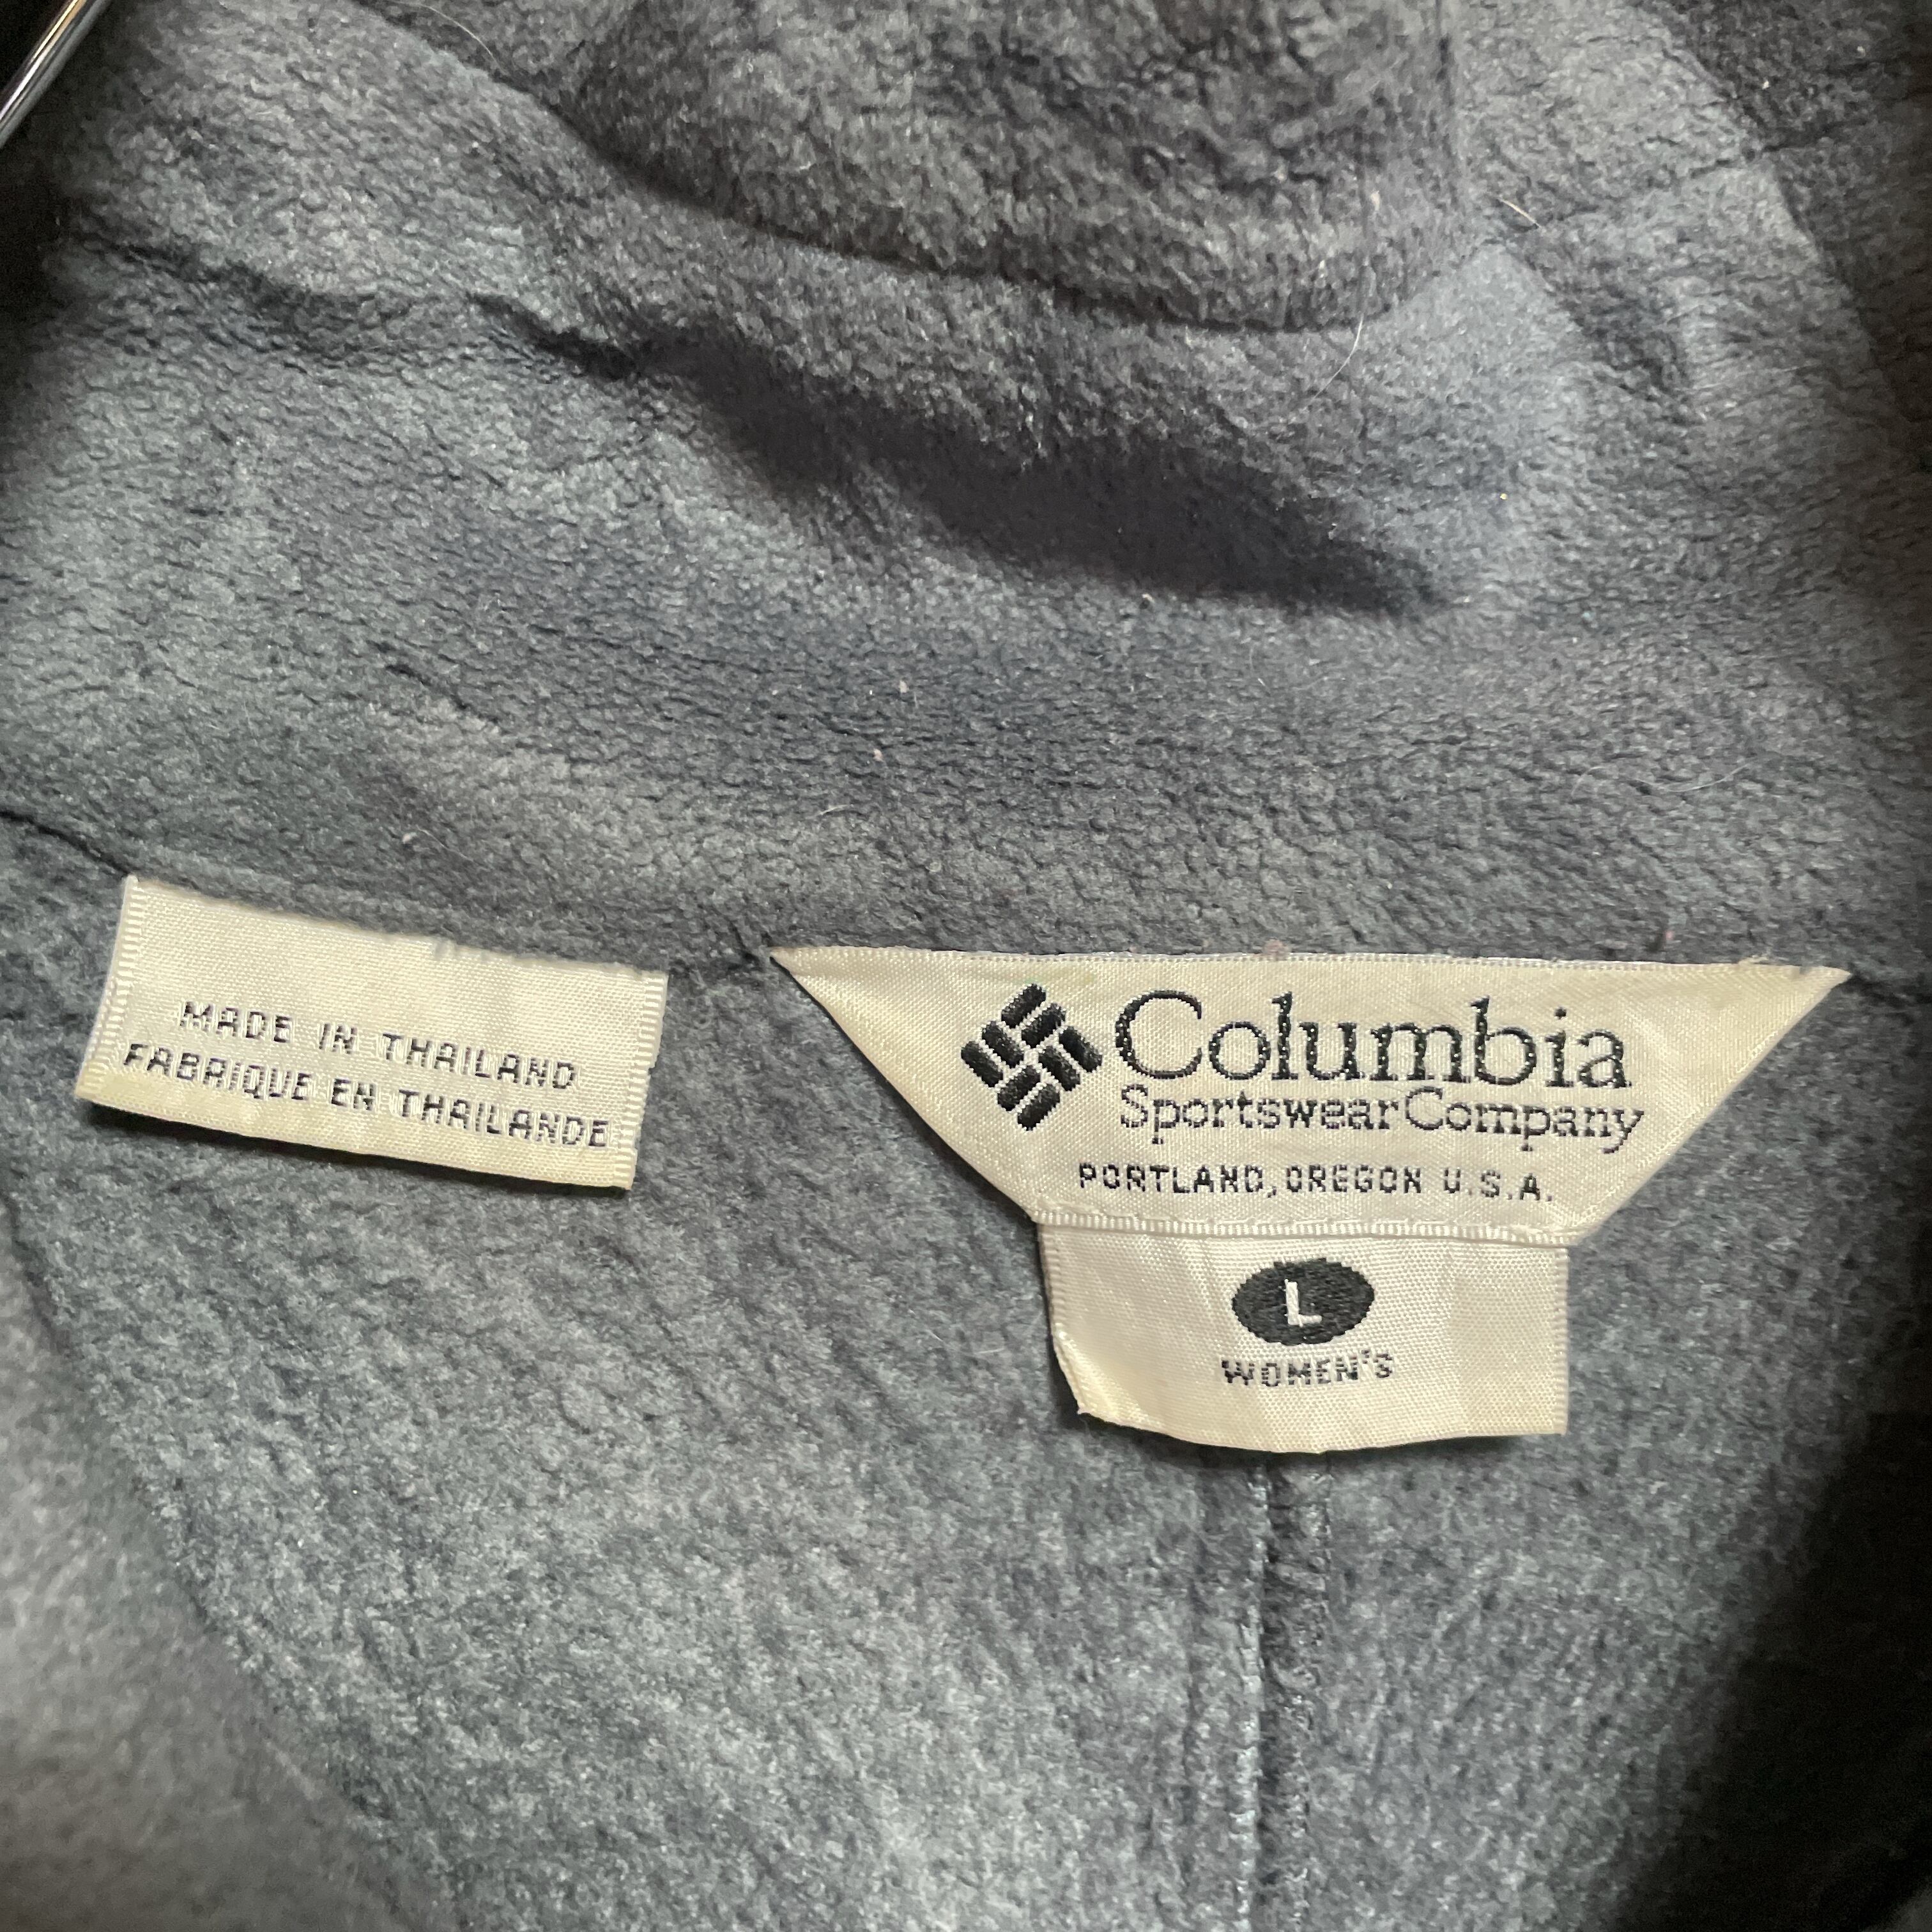 MADE IN THAILAND
FABRIQUE EN THAILANDE
Columbia
Sportswear Company
PORTLAND, OREGON U.S.A.
L
WOMEN'S